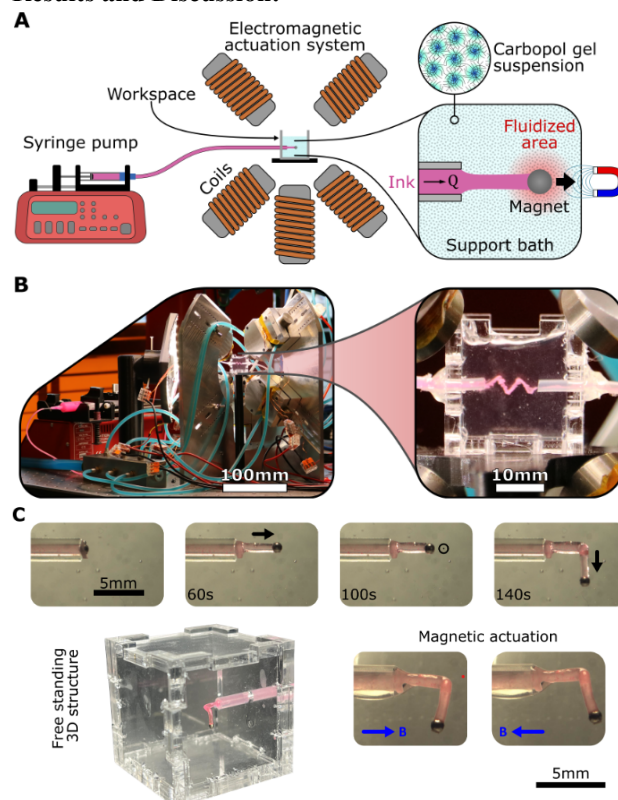 Results and Discussion:
A
Electromagnetic
actuation system
Carbopol gel
suspension
Workspace
Syringe pump
Coils
Fluidized
area
Ink
Q
Magnet
Support bath
B
100mm
10mm
C
5mm
60s
100s
140s
Magnetic actuation
Free standing
3D structure
B
B
5mm